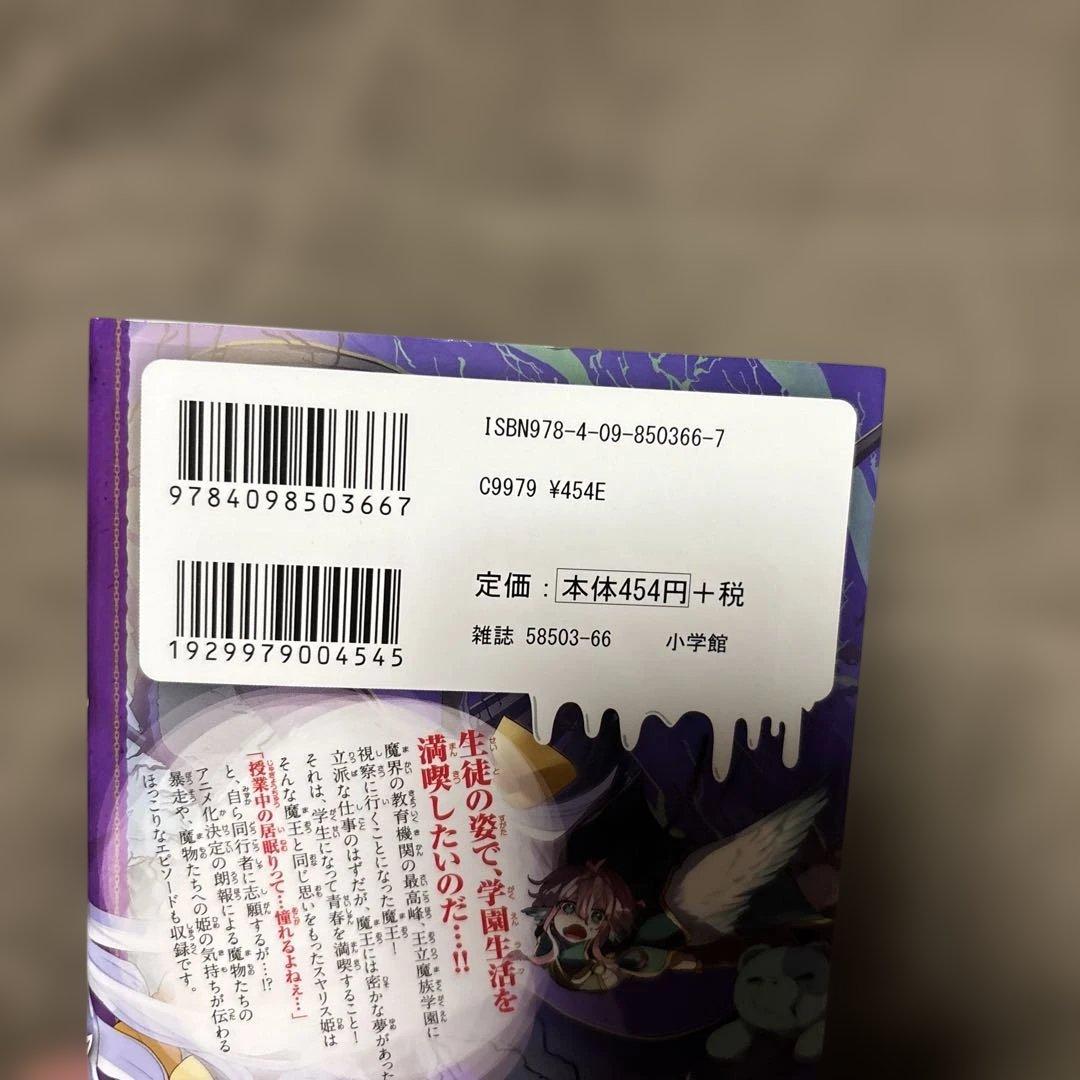 9784098503667
ISBN978-4-09-850366-7
C9979 ¥454E
1929979004545
定価：本体454円＋税
雑誌 58503-66 小学館
生徒の姿で、学園生活を
満喫したいのだ…!!
魔界の教育機関の最高峰、王立魔族学園に
視察に行くことになった魔王！
立派な仕事のはずだが、魔王には密かな夢があった
それは、学生になって青春を満喫すること！
そんな魔王と同じ思いをもったスヤリス姫は
「授業中の居眠りって…憧れるよねぇ…」
と、自ら同行者に志願するが…!?
アニメ化決定の朗報による魔物たちの
暴走や、魔物たちへの姫の気持ちが伝わる
ほっこりなエピソードも収録です。